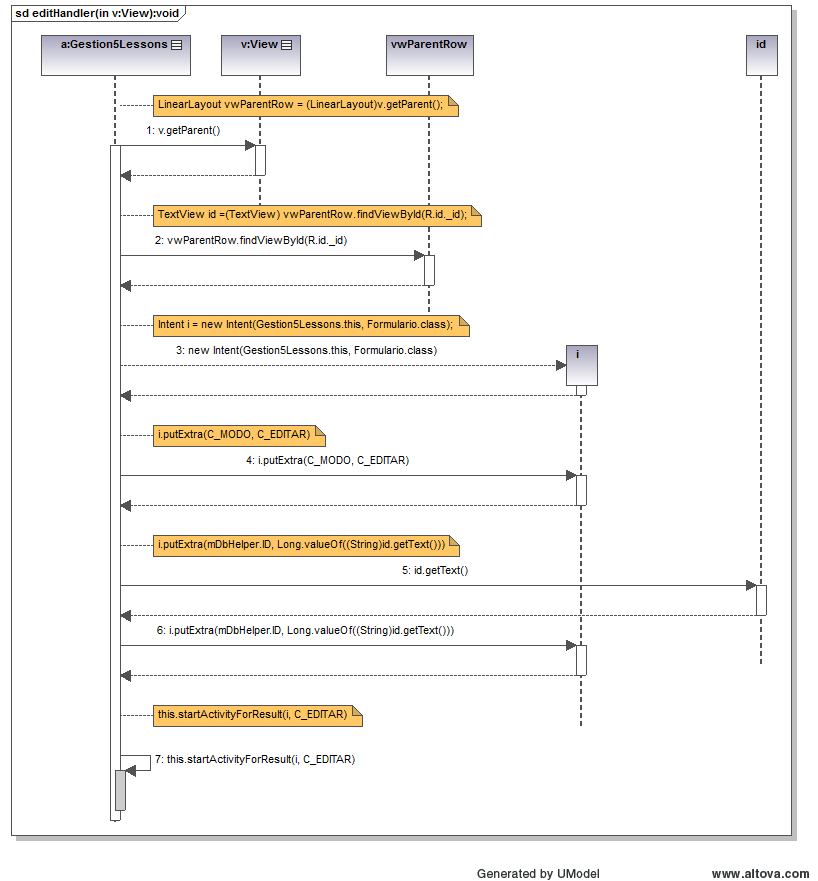 sd editHandler(in v:View):void
a:Gestion5Lessons
v:View
vwParentRow
id
LinearLayout vwParentRow = (LinearLayout)v.getParent();
1: v.getParent()
TextView id =(TextView) vwParentRow.findViewById(R.id._id);
2: vwParentRow.findViewById(R.id._id)
Intent i = new Intent(Gestion5Lessons.this, Formulario.class);
3: new Intent(Gestion5Lessons.this, Formulario.class)
i
i.putExtra(C_MODO, C_EDITAR)
4: i.putExtra(C_MODO, C_EDITAR)
i.putExtra(mDbHelper.ID, Long.valueOf((String)id.getText()))
5: id.getText()
6: i.putExtra(mDbHelper.ID, Long.valueOf((String)id.getText()))
this.startActivityForResult(i, C_EDITAR)
7: this.startActivityForResult(i, C_EDITAR)
Generated by UModel
www.altova.com